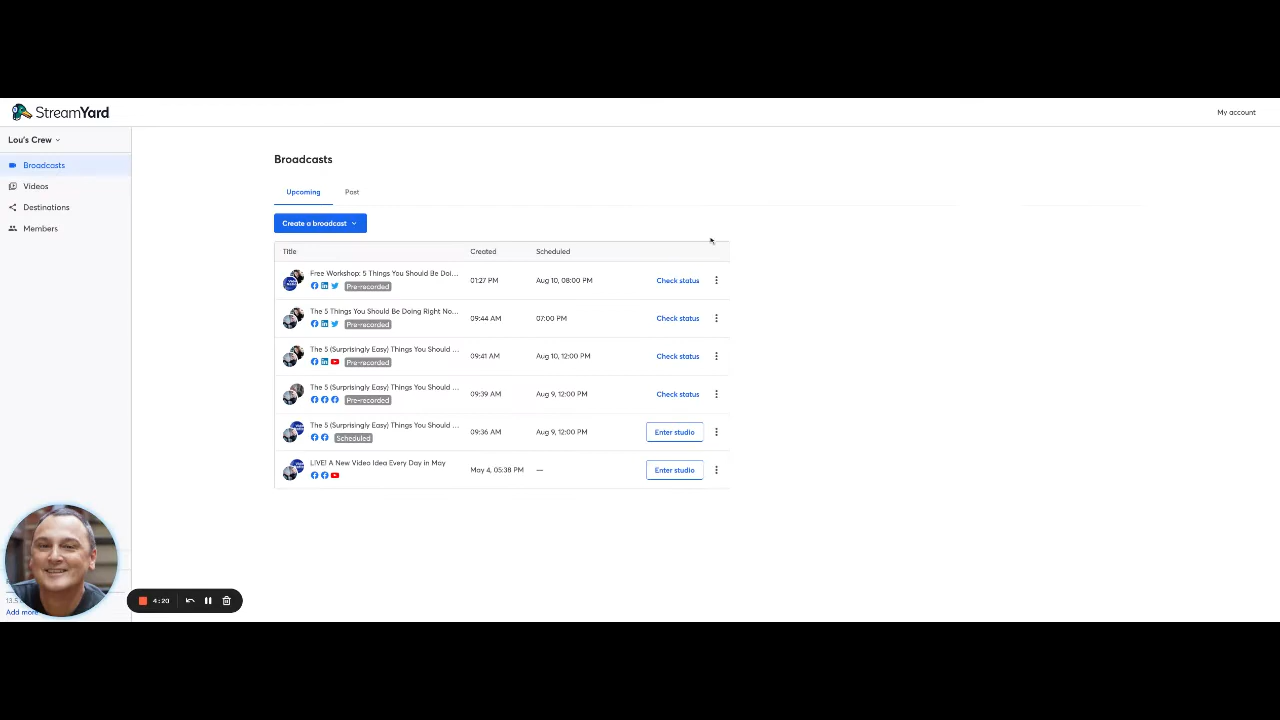 StreamYard
My account
Lou's Crew
Broadcasts
Videos
Destinations
Members
Broadcasts
Upcoming Past
Create a broadcast
Title Created Scheduled
Free Workshop: 5 Things You Should Be Doi...
Pre-recorded
01:27 PM Aug 10, 08:00 PM Check status
The 5 Things You Should Be Doing Right No...
Pre-recorded
09:44 AM 07:00 PM Check status
The 5 (Surprisingly Easy) Things You Should ...
Pre-recorded
09:41 AM Aug 10, 12:00 PM Check status
The 5 (Surprisingly Easy) Things You Should ...
Pre-recorded
09:39 AM Aug 9, 12:00 PM Check status
The 5 (Surprisingly Easy) Things You Should ...
Scheduled
09:36 AM Aug 9, 12:00 PM Enter studio
LIVE! A New Video Idea Every Day in May
May 4, 05:38 PM — Enter studio
Add more
4:20